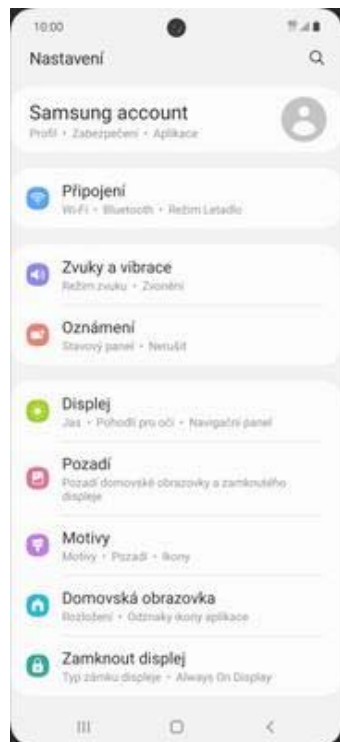 10:00
Nastavení
Samsung account
Profil • Zabezpečení • Aplikace
Připojení
Wi-Fi • Bluetooth • Režim Letadlo
Zvuky a vibrace
Režim zvuku • Zvonění
Oznámení
Stavový panel • Nerušit
Displej
Jas • Pohodlí pro oči • Navigační panel
Pozadí
Pozadí domovské obrazovky a zamknutého
displeje
Motivy
Motivy • Pozadí • Ikony
Domovská obrazovka
Rozložení • Odznaky ikony aplikace
Zamknout displej
Typ zámku displeje • Always On Display